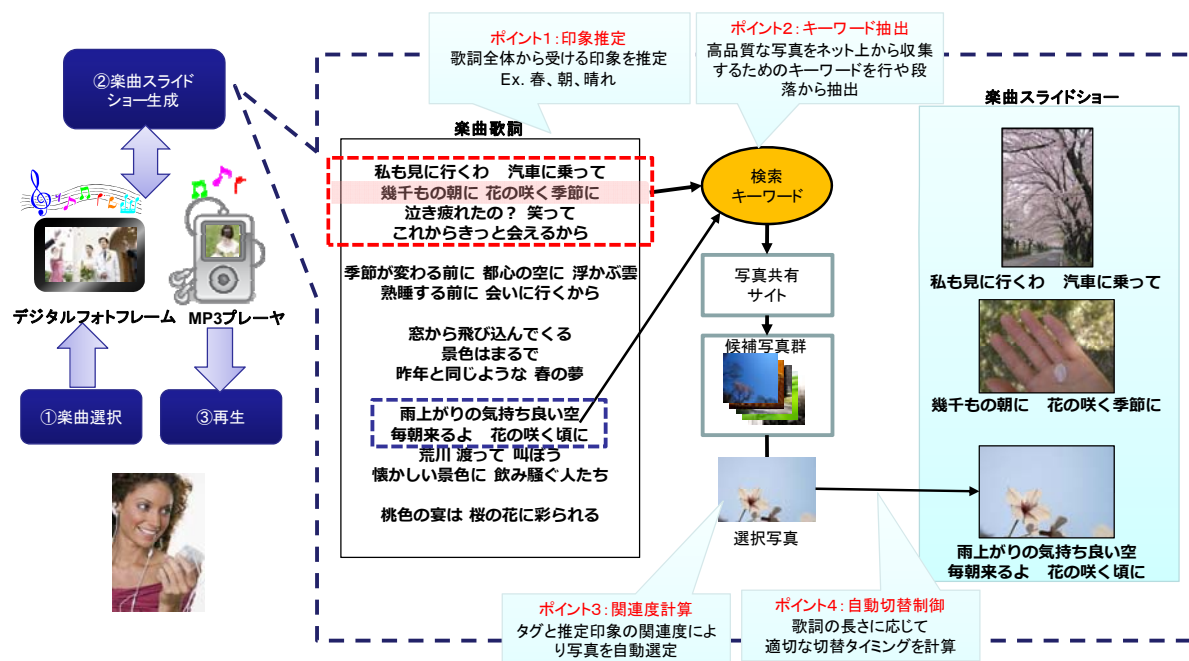 ②楽曲スライド
ショー生成
デジタルフォトフレーム
MP3プレーヤ
①楽曲選択
③再生
ポイント1：印象推定
歌詞全体から受ける印象を推定
Ex. 春、朝、晴れ
ポイント2：キーワード抽出
高品質な写真をネット上から収集
するためのキーワードを行や段
落から抽出
楽曲歌詞
私も見に行くわ　汽車に乗って
幾千もの朝に 花の咲く季節に
泣き疲れたの？ 笑って
これからきっと会えるから
季節が変わる前に 都心の空に 浮かぶ雲
熟睡する前に 会いに行くから
窓から飛び込んでくる
景色はまるで
昨年と同じような 春の夢
雨上がりの気持ち良い空
毎朝来るよ　花の咲く頃に
荒川 渡って 叫ぼう
懐かしい景色に 飲み騒ぐ人たち
桃色の宴は 桜の花に彩られる
検索
キーワード
写真共有
サイト
候補写真群
選択写真
楽曲スライドショー
私も見に行くわ　汽車に乗って
幾千もの朝に　花の咲く季節に
雨上がりの気持ち良い空
毎朝来るよ　花の咲く頃に
ポイント3：関連度計算
タグと推定印象の関連度によ
り写真を自動選定
ポイント4：自動切替制御
歌詞の長さに応じて
適切な切替タイミングを計算